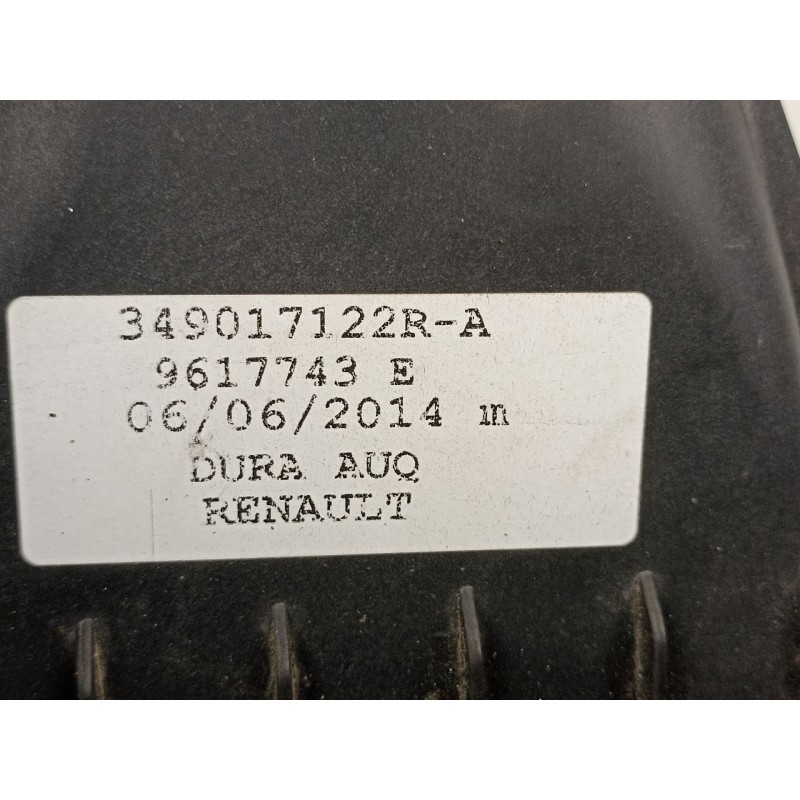 349017122R-A
9617743 E
06/06/2014 m
DURA AUQ
RENAULT